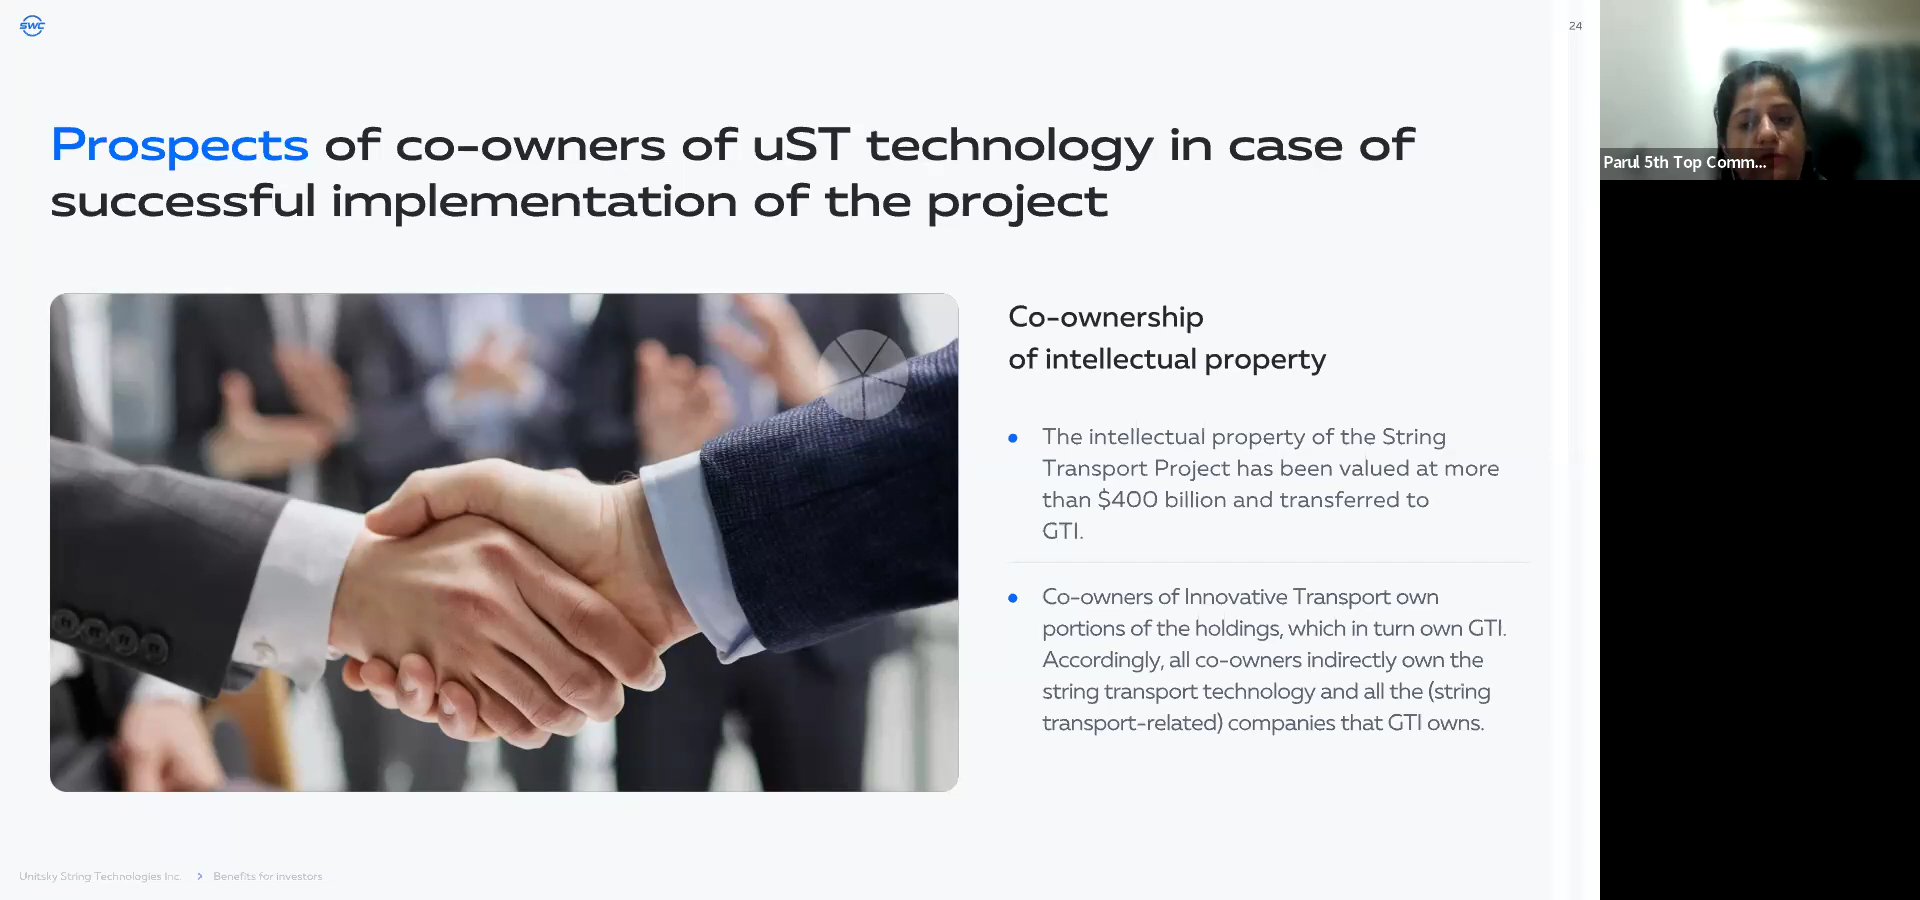 SWC
24
Prospects of co-owners of uST technology in case of
successful implementation of the project
Co-ownership
of intellectual property
The intellectual property of the String
Transport Project has been valued at more
than $400 billion and transferred to
GTI.
Co-owners of Innovative Transport own
portions of the holdings, which in turn own GTI.
Accordingly, all co-owners indirectly own the
string transport technology and all the (string
transport-related) companies that GTI owns.
Unitsky String Technologies Inc. > Benefits for investors
Parul 5th Top Comm...